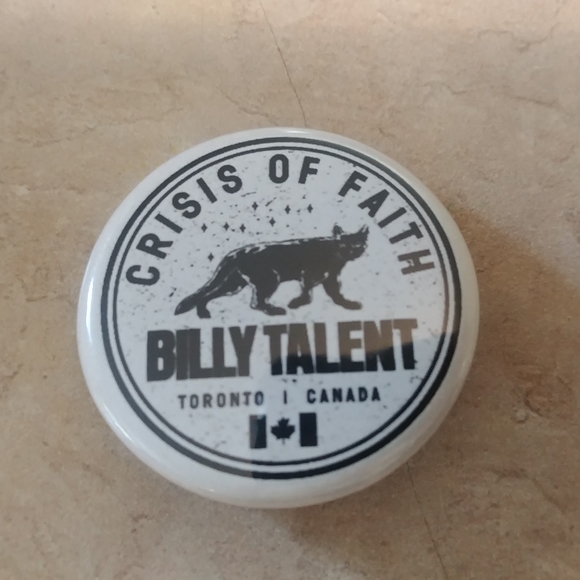 CRISIS OF FAITH
BILLY TALENT
TORONTO | CANADA